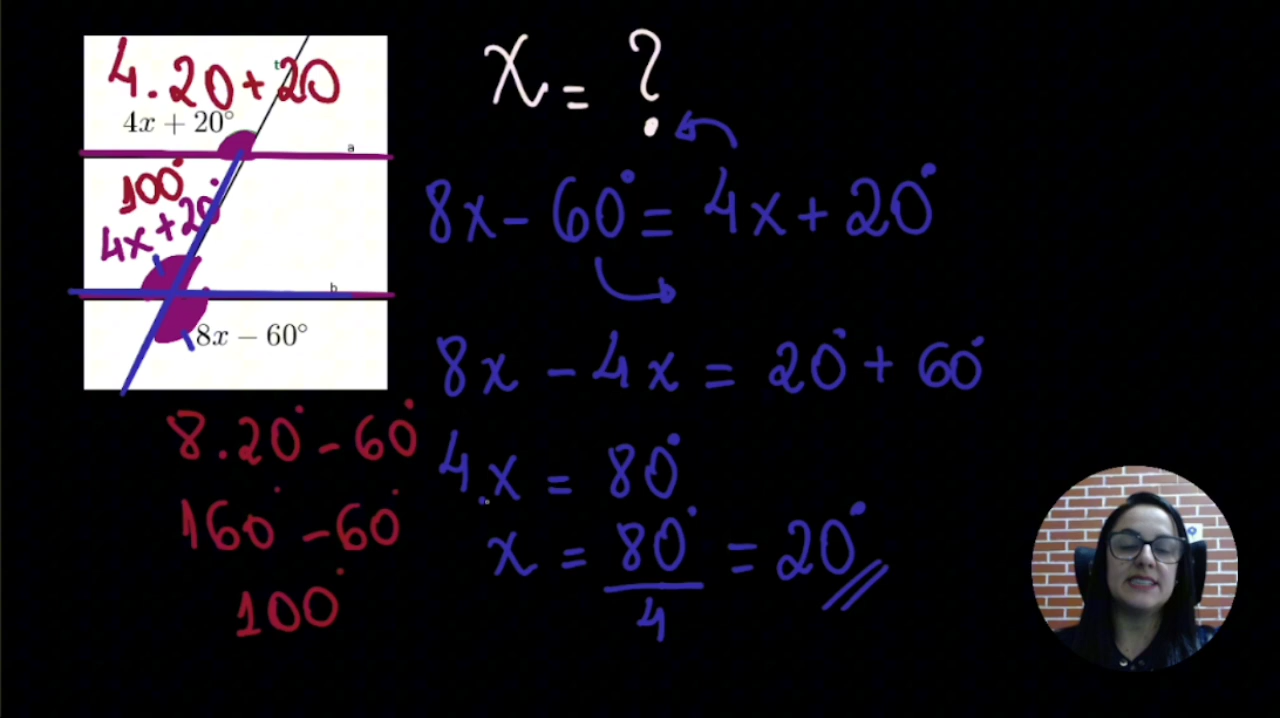 4.20+20
t
4x + 20°
a
100°
4x+20°
b
8x − 60°
8.20° - 60°
160° - 60°
100°
x = ?
8x - 60° = 4x + 20°
8x - 4x = 20° + 60°
4.x = 80°
x = 80° = 20°
4